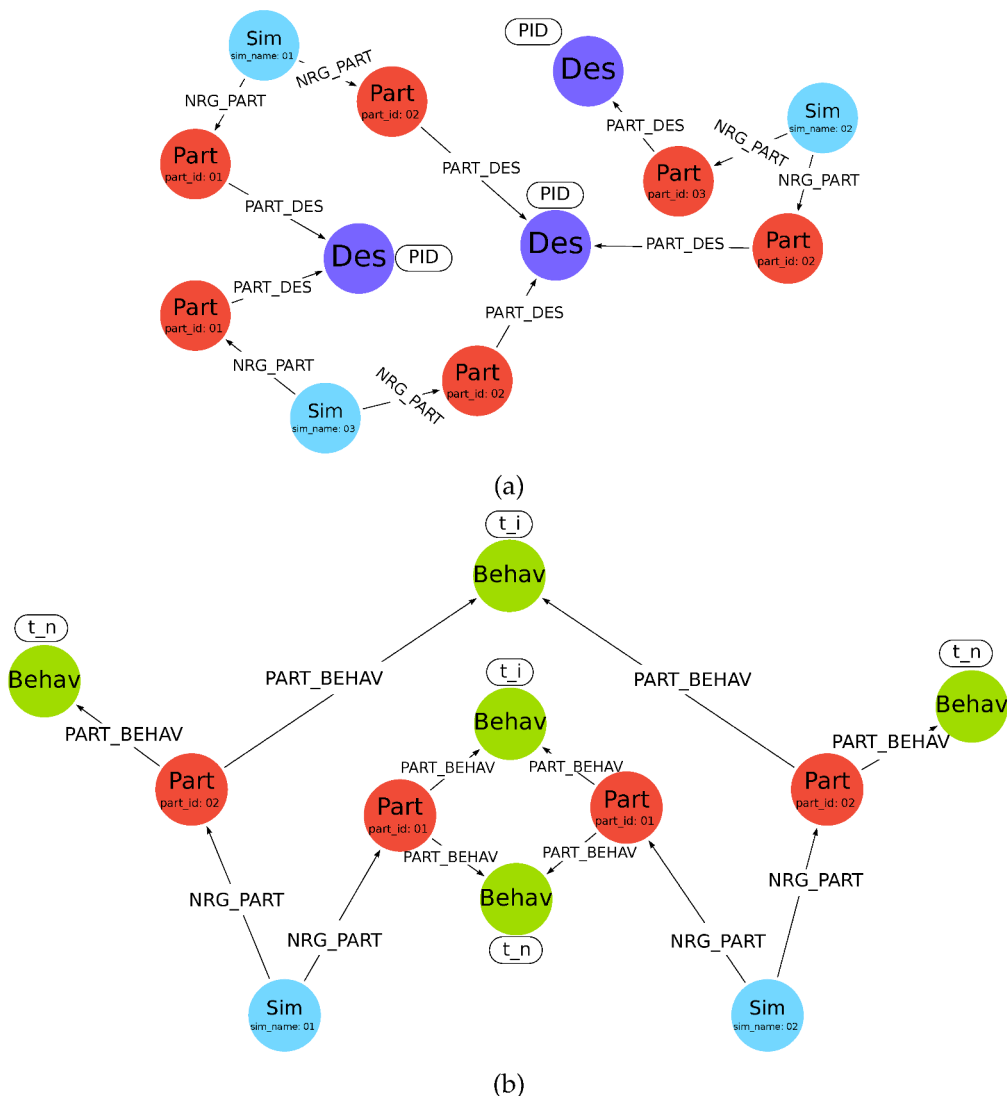 Sim
sim_name: 01
PID
NRG_PART
Des
NRG_PART
Part
part_id: 02
Sim
sim_name: 02
PART_DES
NRG_PART
Part
part_id: 01
PART_DES
Part
part_id: 03
NRG_PART
PID
PART_DES
Des
PART_DES
Part
part_id: 02
Des
PID
PART_DES
Part
part_id: 01
PART_DES
NRG_PART
Part
part_id: 02
NRG_PART
Sim
sim_name: 03
(a)
t_i
Behav
t_n
Behav
t_n
Behav
PART_BEHAV
PART_BEHAV
t_i
Behav
PART_BEHAV
PART_BEHAV
Part
part_id: 02
PART_BEHAV
PART_BEHAV
Part
part_id: 02
Part
part_id: 01
Part
part_id: 01
PART_BEHAV
PART_BEHAV
Behav
t_n
NRG_PART
NRG_PART
NRG_PART
NRG_PART
Sim
sim_name: 01
Sim
sim_name: 02
(b)